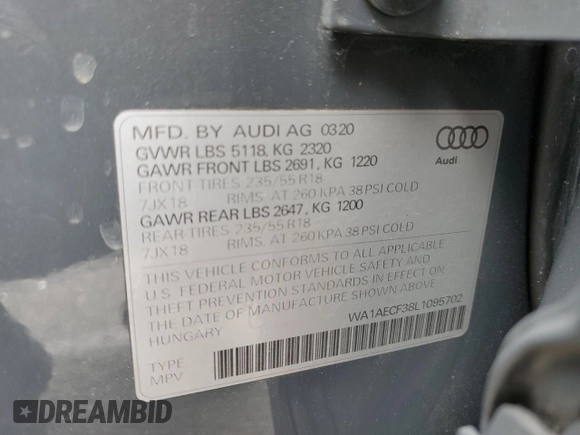 MFD. BY AUDI AG 0320
GVWR LBS 5118, KG 2320
GAWR FRONT LBS 2691, KG 1220
FRONT TIRES 235/55 R18
7JX18 RIMS, AT 260 KPA 38 PSI COLD
GAWR REAR LBS 2647, KG 1200
REAR TIRES 235/55 R18
7JX18 RIMS, AT 260 KPA 38 PSI COLD
THIS VEHICLE CONFORMS TO ALL APPLICABLE
U.S. FEDERAL MOTOR VEHICLE SAFETY AND
THEFT PREVENTION STANDARDS IN EFFECT ON
THE DATE OF MANUFACTURE SHOWN ABOVE
HUNGARY
WA1AECF38L1095702
TYPE
MPV
Audi
DREAMBID